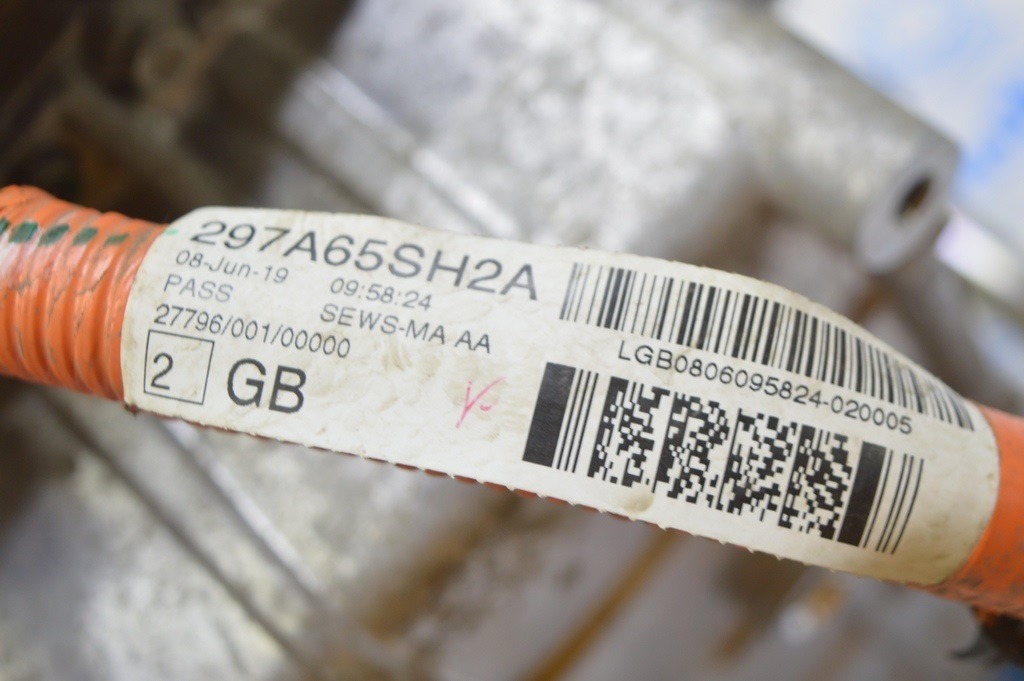 297A65SH2A
08-Jun-19 09:58:24
PASS SEWS-MA AA
27796/001/00000
2 GB
LGB0806095824-020005